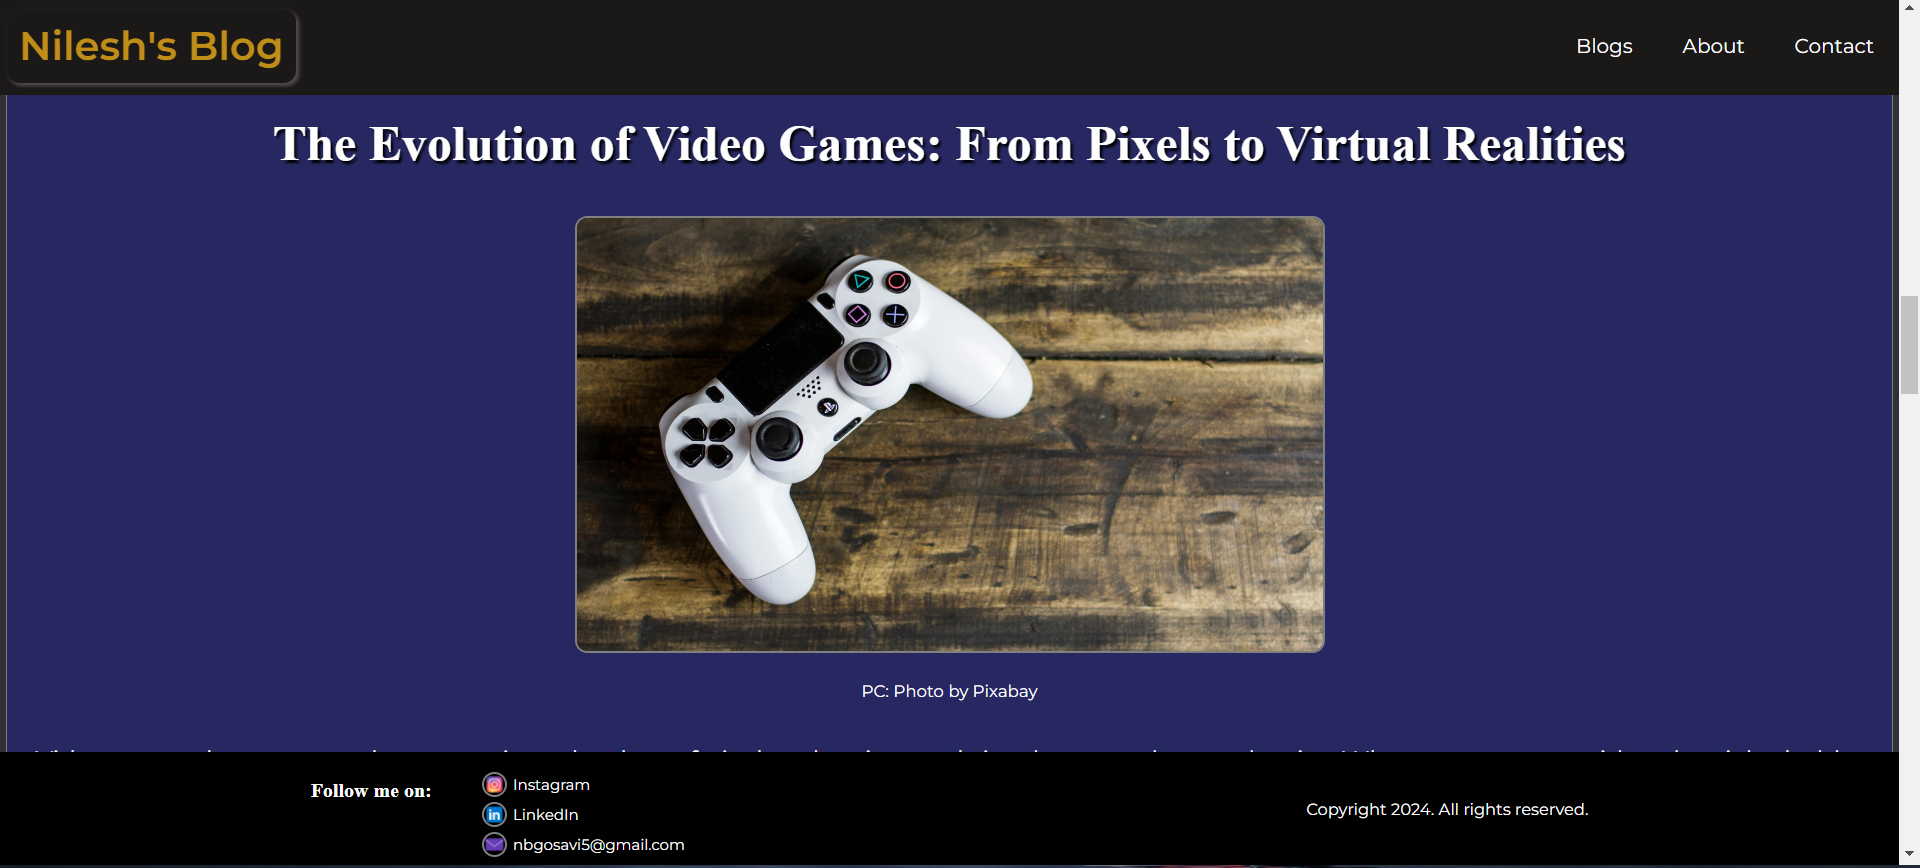 Nilesh's Blog
Blogs About Contact
The Evolution of Video Games: From Pixels to Virtual Realities
PC: Photo by Pixabay
Follow me on:
Instagram
LinkedIn
nbgosavi5@gmail.com
Copyright 2024. All rights reserved.